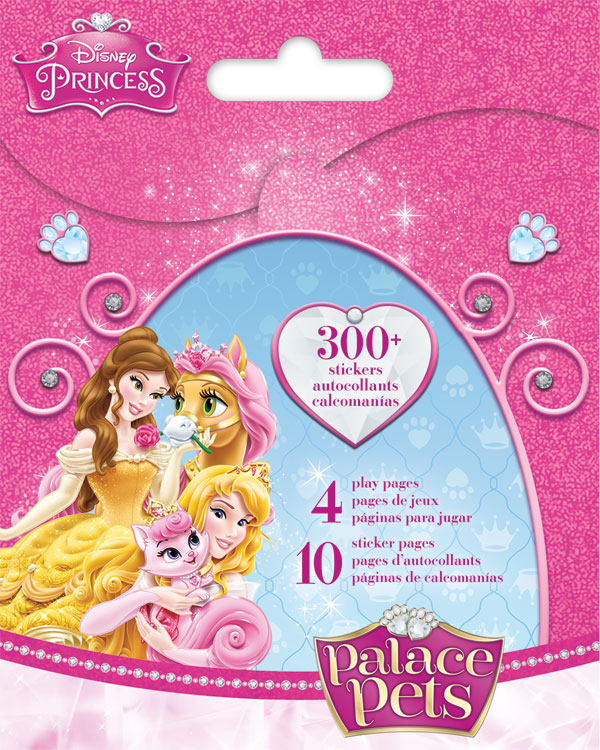 Disney
PRINCESS
300+
stickers
autocollants
calcomanías
4
play pages
pages de jeux
páginas para jugar
10
sticker pages
pages d'autocollants
páginas de calcomanías
Palace
Pets